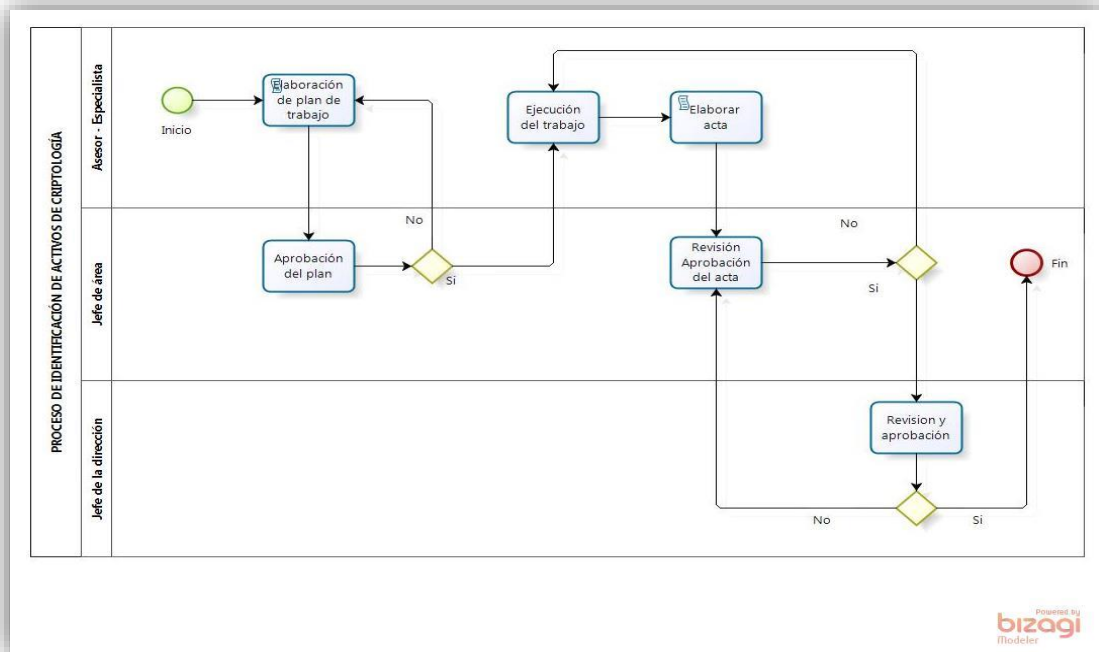 PROCESO DE IDENTIFICACIÓN DE ACTIVOS DE CRIPTOLOGÍA
Asesor - Especialista
Inicio
Elaboración
de plan de
trabajo
Ejecución
del trabajo
Elaborar
acta
Jefe de área
Aprobación
del plan
No
Si
Revisión
Aprobación
del acta
No
Si
Fin
Jefe de la dirección
Revision y
aprobación
No
Si
Powered by
bizagi
Modeler